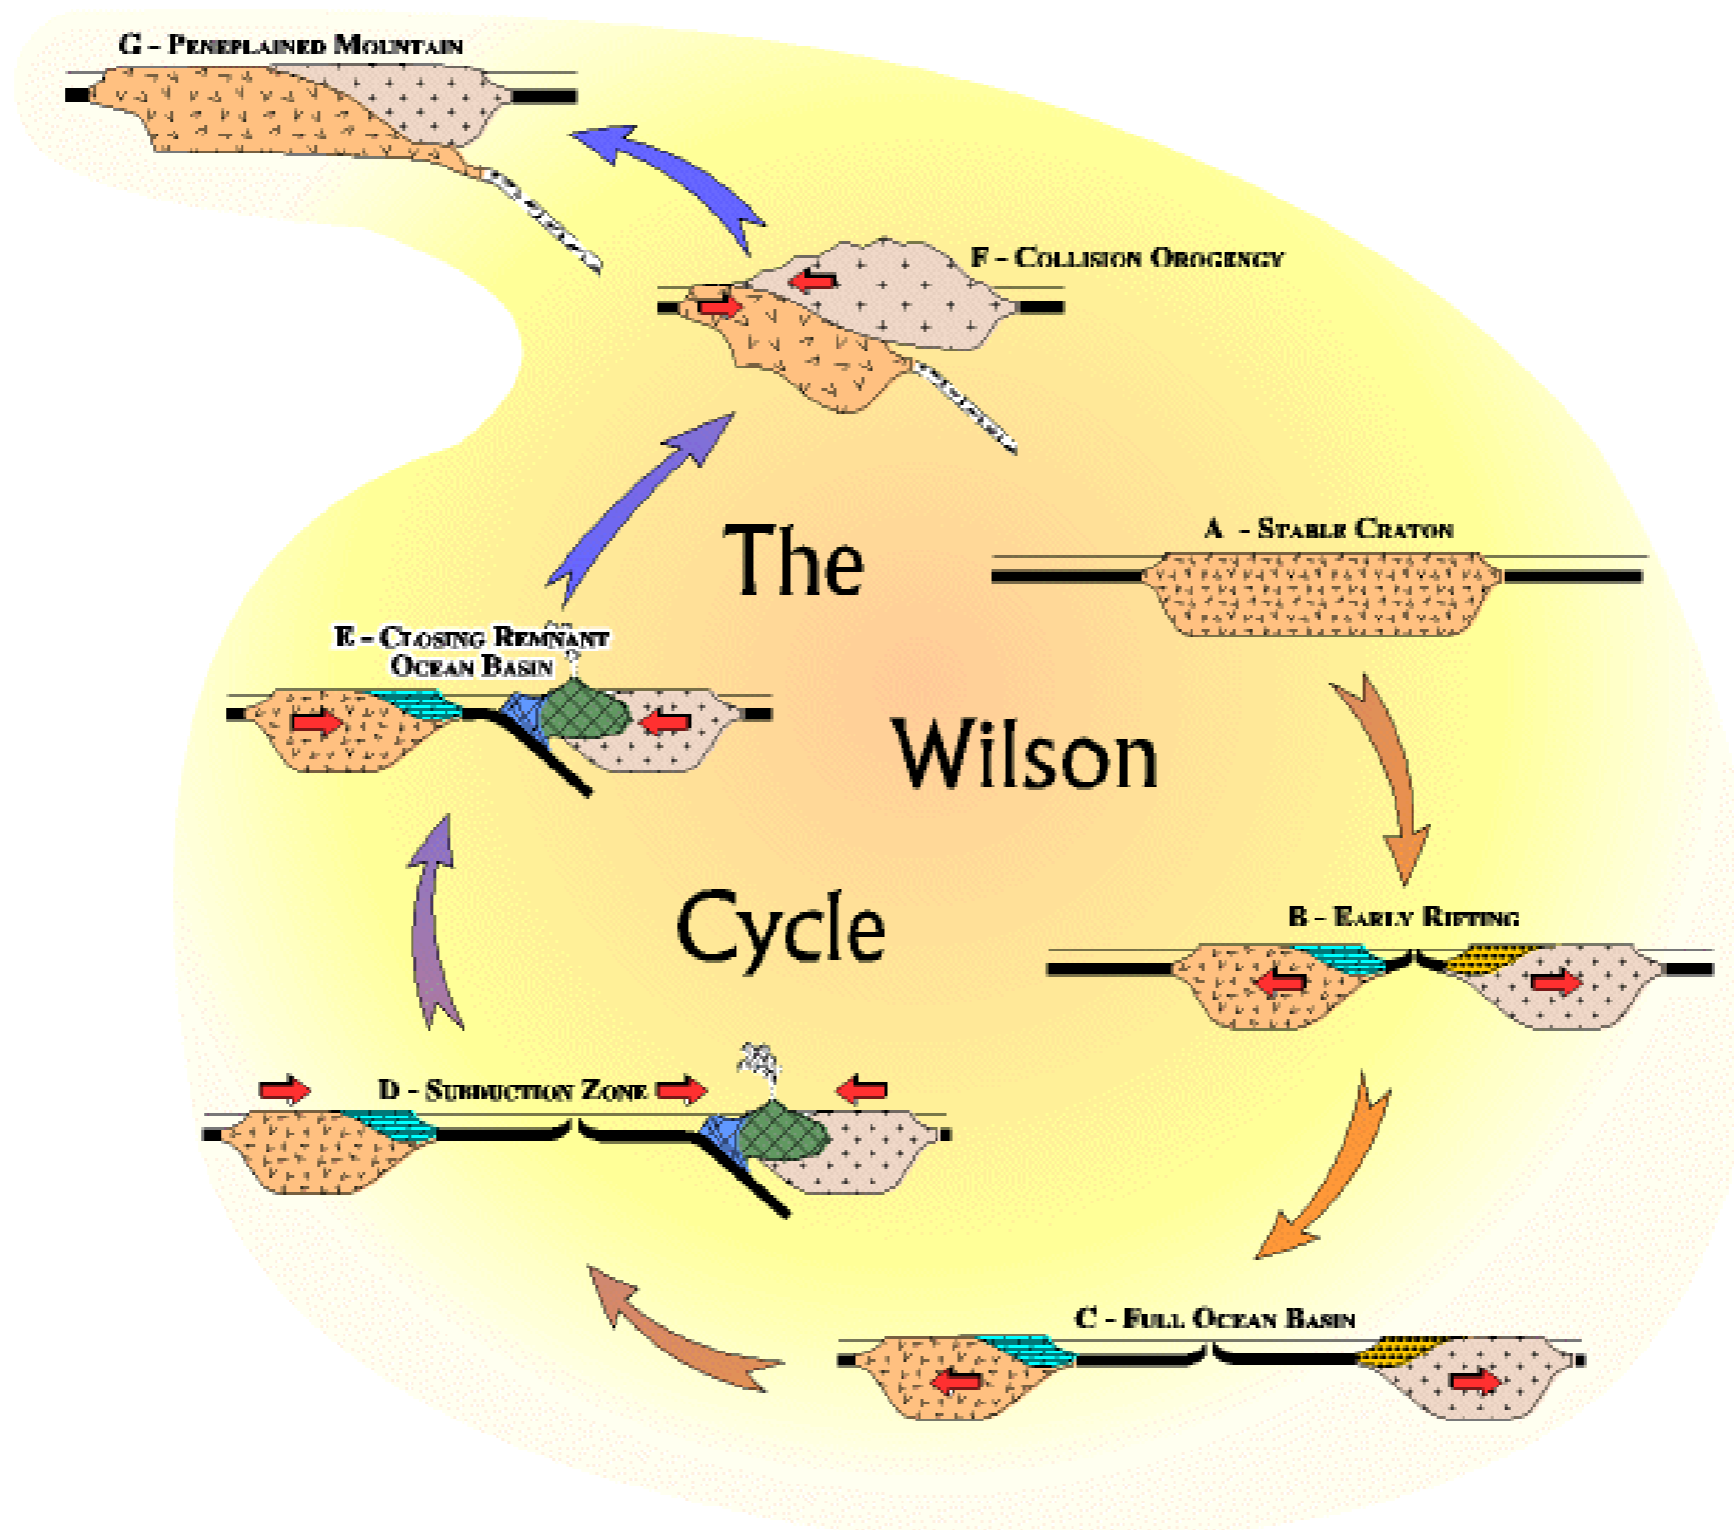 G - Peneplained Mountain
F - Collision Orogengy
The
A - Stable Craton
E - Closing Remnant
Ocean Basin
Wilson
Cycle
B - Early Rifting
D - Subduction Zone
C - Full Ocean Basin